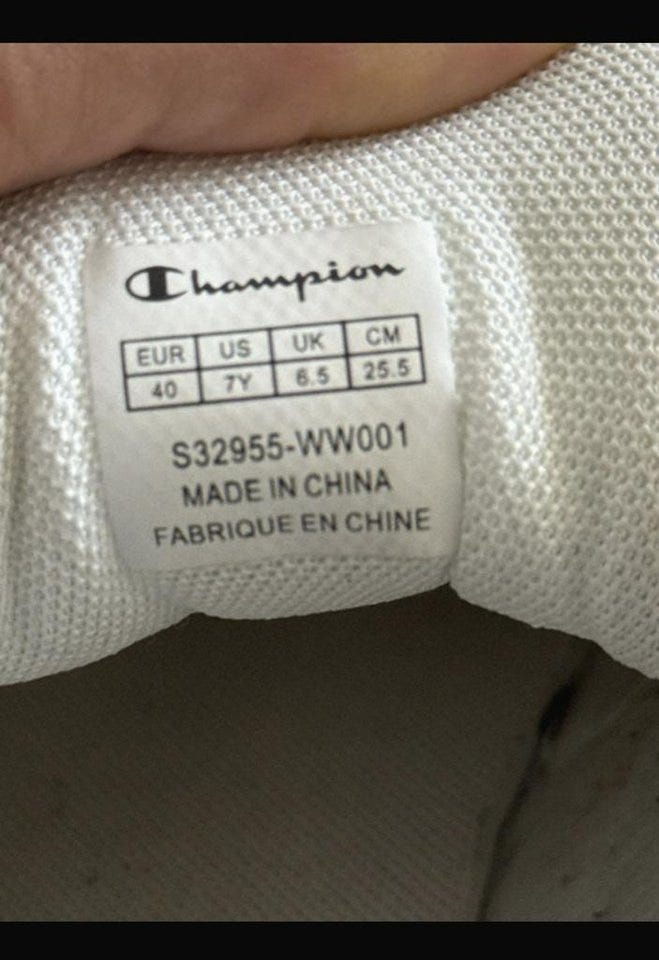 Champion
EUR US UK CM
40 7Y 6.5 25.5
S32955-WW001
MADE IN CHINA
FABRIQUE EN CHINE